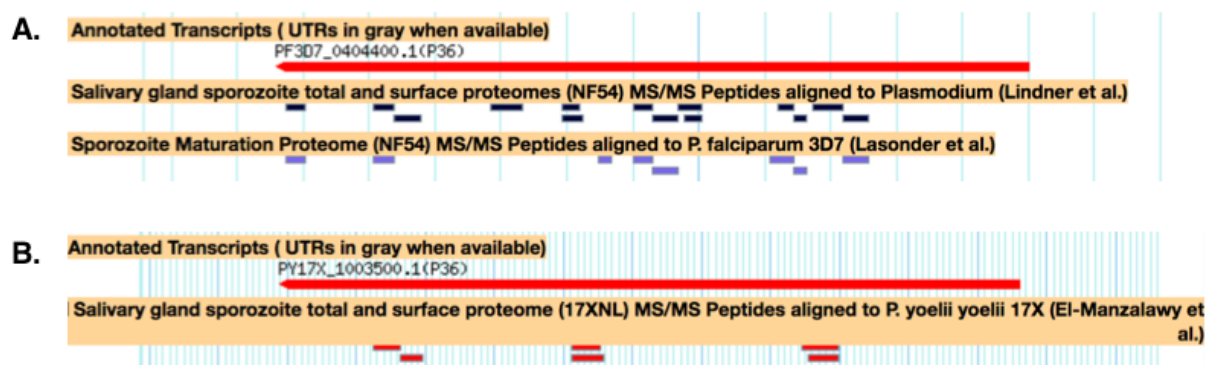 A.
Annotated Transcripts ( UTRs in gray when available)
PF3D7_0404400.1(P36)
Salivary gland sporozoite total and surface proteomes (NF54) MS/MS Peptides aligned to Plasmodium (Lindner et al.)
Sporozoite Maturation Proteome (NF54) MS/MS Peptides aligned to P. falciparum 3D7 (Lasonder et al.)
B.
Annotated Transcripts ( UTRs in gray when available)
PY17X_1003500.1(P36)
Salivary gland sporozoite total and surface proteome (17XNL) MS/MS Peptides aligned to P. yoelii yoelii 17X (El-Manzalawy et
al.)